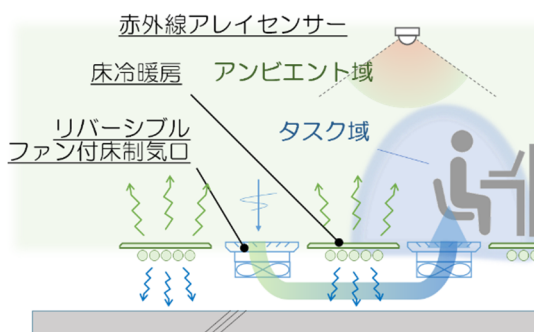 赤外線アレイセンサー
床冷暖房
アンビエント域
リバーシブル
ファン付床制気口
タスク域